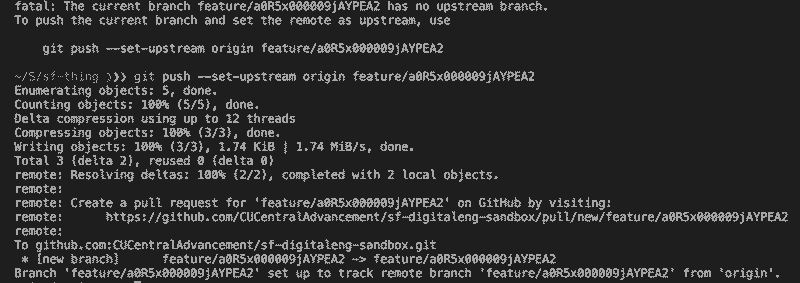 fatal: The current branch feature/a0R5x000009jAYPEA2 has no upstream branch.
To push the current branch and set the remote as upstream, use
git push --set-upstream origin feature/a0R5x000009jAYPEA2
~/S/sf-thing ❯❯❯ git push --set-upstream origin feature/a0R5x000009jAYPEA2
Enumerating objects: 5, done.
Counting objects: 100% (5/5), done.
Delta compression using up to 12 threads
Compressing objects: 100% (3/3), done.
Writing objects: 100% (3/3), 1.74 KiB | 1.74 MiB/s, done.
Total 3 (delta 2), reused 0 (delta 0)
remote: Resolving deltas: 100% (2/2), completed with 2 local objects.
remote:
remote: Create a pull request for 'feature/a0R5x000009jAYPEA2' on GitHub by visiting:
remote: https://github.com/CUCentralAdvancement/sf-digitaleng-sandbox/pull/new/feature/a0R5x000009jAYPEA2
remote:
To github.com:CUCentralAdvancement/sf-digitaleng-sandbox.git
* [new branch] feature/a0R5x000009jAYPEA2 -> feature/a0R5x000009jAYPEA2
Branch 'feature/a0R5x000009jAYPEA2' set up to track remote branch 'feature/a0R5x000009jAYPEA2' from 'origin'.